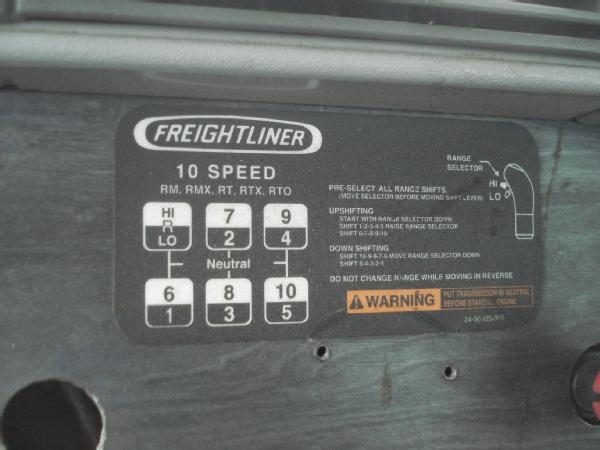 FREIGHTLINER
10 SPEED
RM, RMX, RT, RTX, RTO
HI 7 9
R
LO 2 4
Neutral
6 8 10
1 3 5
RANGE
SELECTOR
HI
LO
PRE-SELECT ALL RANGE SHIFTS
(MOVE SELECTOR BEFORE MOVING SHIFT LEVER)
UPSHIFTING
START WITH RANGE SELECTOR DOWN
SHIFT 1-2-3-4-5 RAISE RANGE SELECTOR
SHIFT 6-7-8-9-10
DOWN SHIFTING
SHIFT 10-9-8-7-6 MOVE RANGE SELECTOR DOWN
SHIFT 5-4-3-2-1
DO NOT CHANGE RANGE WHILE MOVING IN REVERSE
WARNING
PUT TRANSMISSION IN NEUTRAL
BEFORE STARTING ENGINE